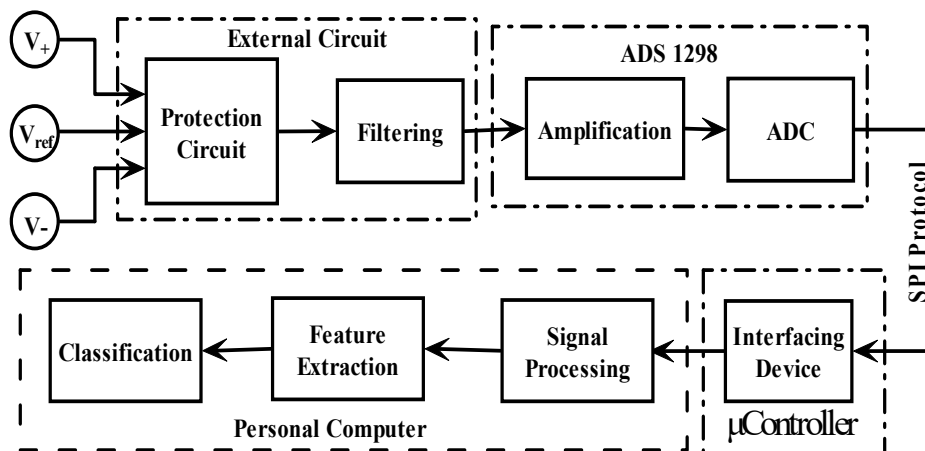 External Circuit
ADS 1298
V+
Vref
V-
Protection
Circuit
Filtering
Amplification
ADC
SPI Protocol
Classification
Feature
Extraction
Signal
Processing
Interfacing
Device
Personal Computer
µController